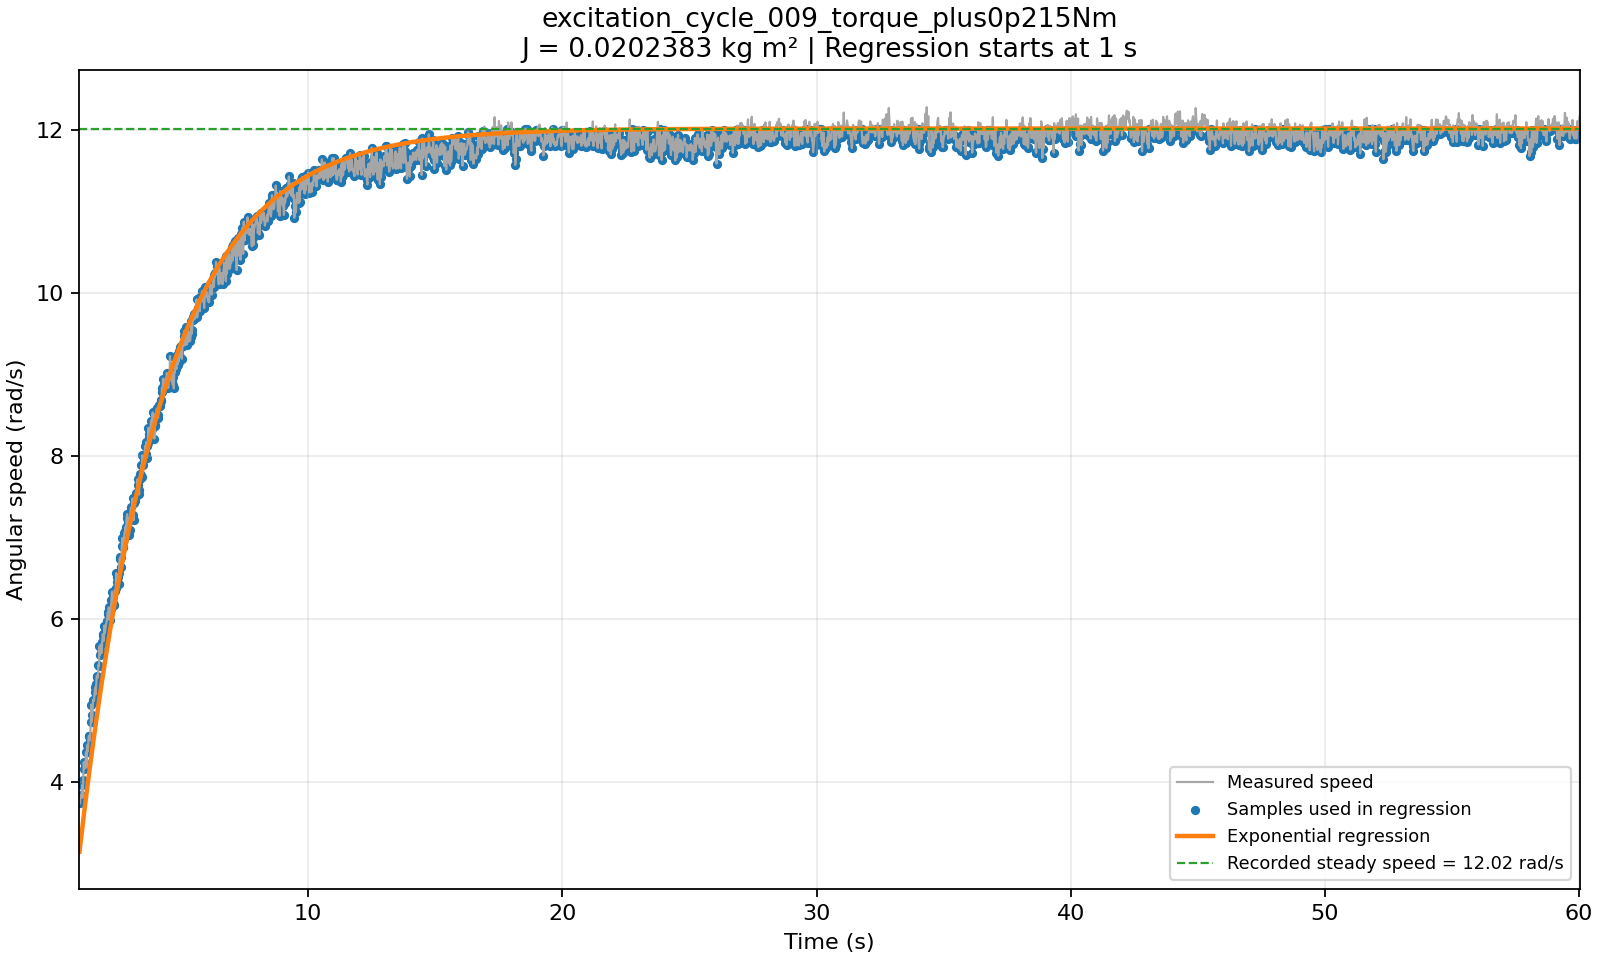 excitation_cycle_009_torque_plus0p215Nm
J = 0.0202383 kg m² | Regression starts at 1 s
Angular speed (rad/s)
12
10
8
6
4
Measured speed
Samples used in regression
Exponential regression
Recorded steady speed = 12.02 rad/s
10
20
30
40
50
60
Time (s)